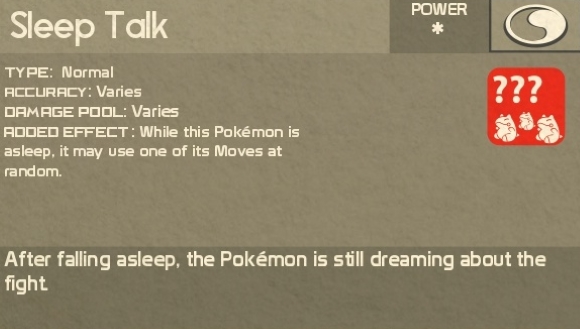 Sleep Talk
POWER
*
TYPE: Normal
ACCURACY: Varies
DAMAGE POOL: Varies
ADDED EFFECT: While this Pokémon is
asleep, it may use one of its Moves at
random.
???
After falling asleep, the Pokémon is still dreaming about the
fight.